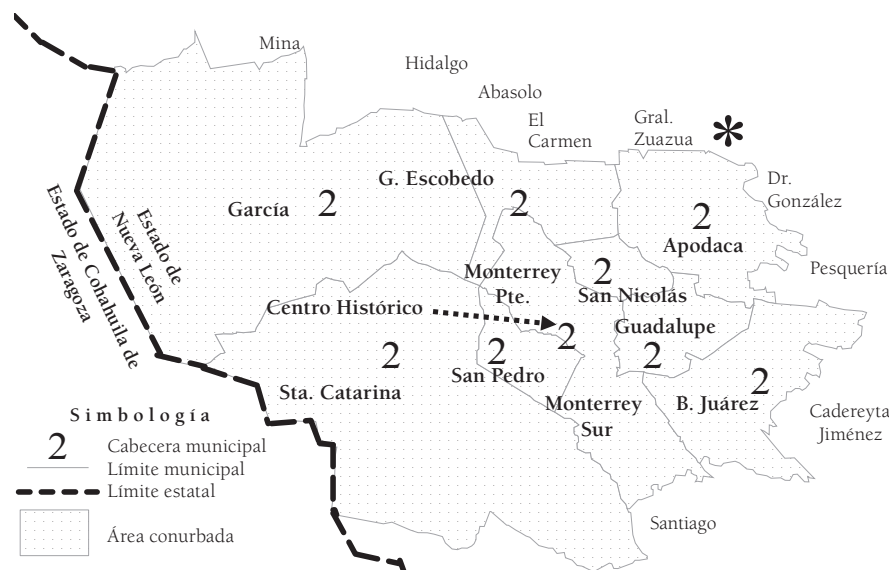 Mina
Hidalgo
Abasolo
El
Carmen
Gral.
Zuazua
*
Dr.
González
Pesquería
G. Escobedo
2
García
2
2
Apodaca
Estado de
Nueva León
Estado de Cohahuila de
Zaragoza
Monterrey
Pte.
2
San Nicolás
Centro Histórico
2
Guadalupe
2
2
San Pedro
2
Sta. Catarina
Monterrey
Sur
2
B. Juárez
Cadereyta
Jiménez
Santiago
Simbología
2
Cabecera municipal
Límite municipal
Límite estatal
Área conurbada